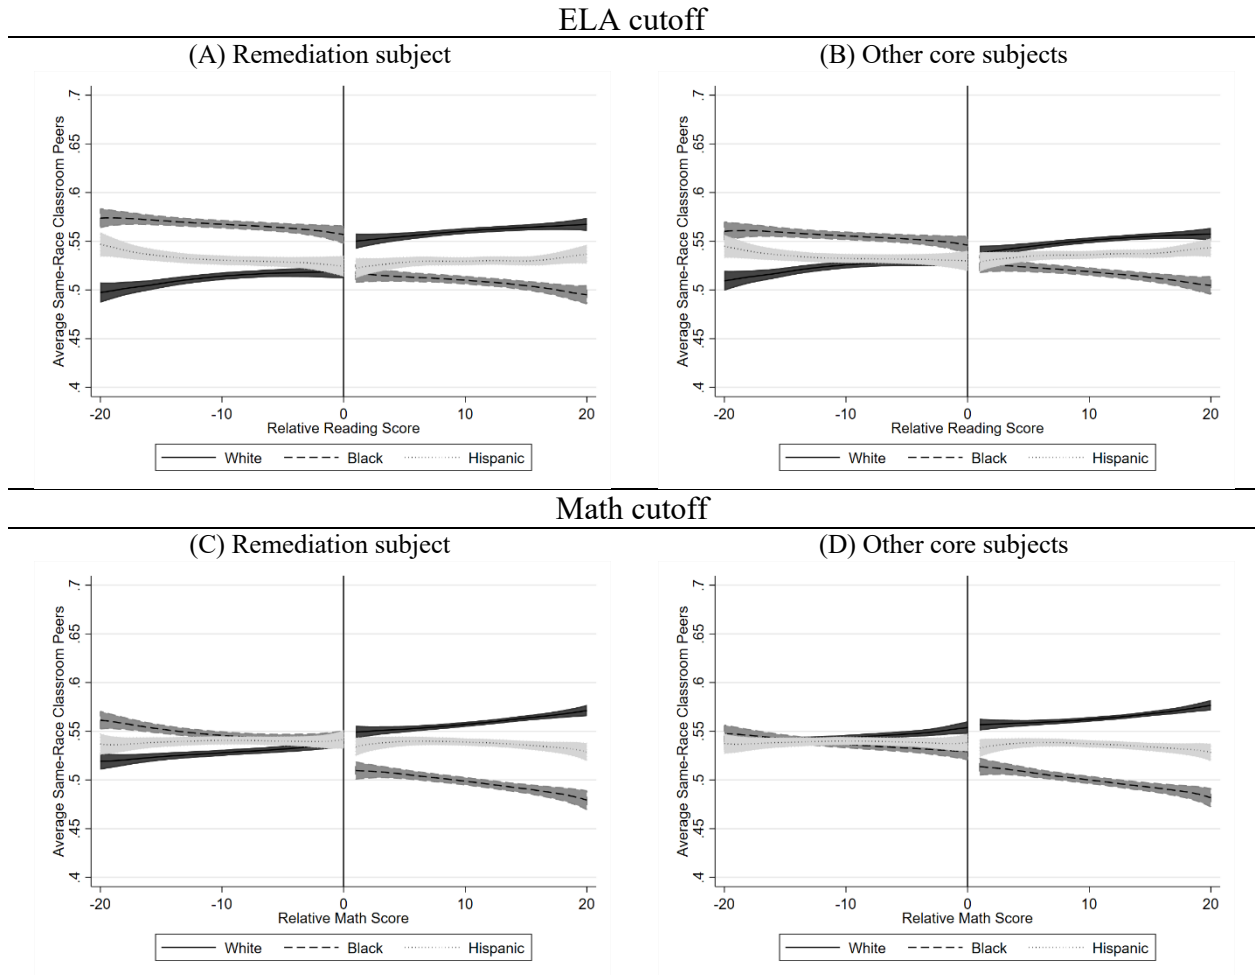 ELA cutoff
(A) Remediation subject
(B) Other core subjects
Average Same-Race Classroom Peers
.7
.65
.6
.55
.5
.45
.4
-20
-10
0
10
20
Relative Reading Score
White Black Hispanic
Average Same-Race Classroom Peers
.7
.65
.6
.55
.5
.45
.4
-20
-10
0
10
20
Relative Reading Score
White Black Hispanic
Math cutoff
(C) Remediation subject
(D) Other core subjects
Average Same-Race Classroom Peers
.7
.65
.6
.55
.5
.45
.4
-20
-10
0
10
20
Relative Math Score
White Black Hispanic
Average Same-Race Classroom Peers
.7
.65
.6
.55
.5
.45
.4
-20
-10
0
10
20
Relative Math Score
White Black Hispanic